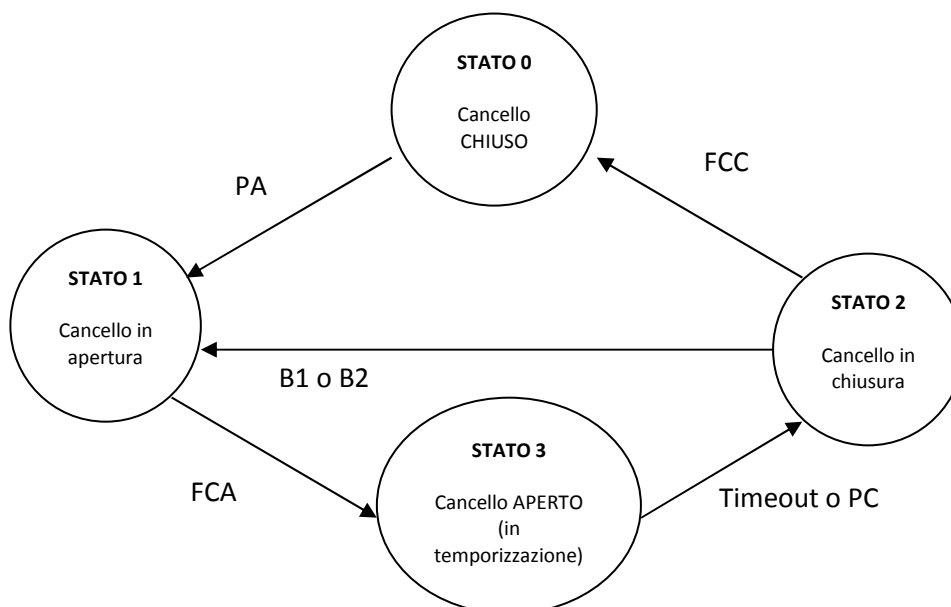 STATO 0
Cancello
CHIUSO
FCC
PA
STATO 1
Cancello in
apertura
STATO 2
Cancello in
chiusura
B1 o B2
STATO 3
Cancello APERTO
(in
temporizzazione)
FCA
Timeout o PC